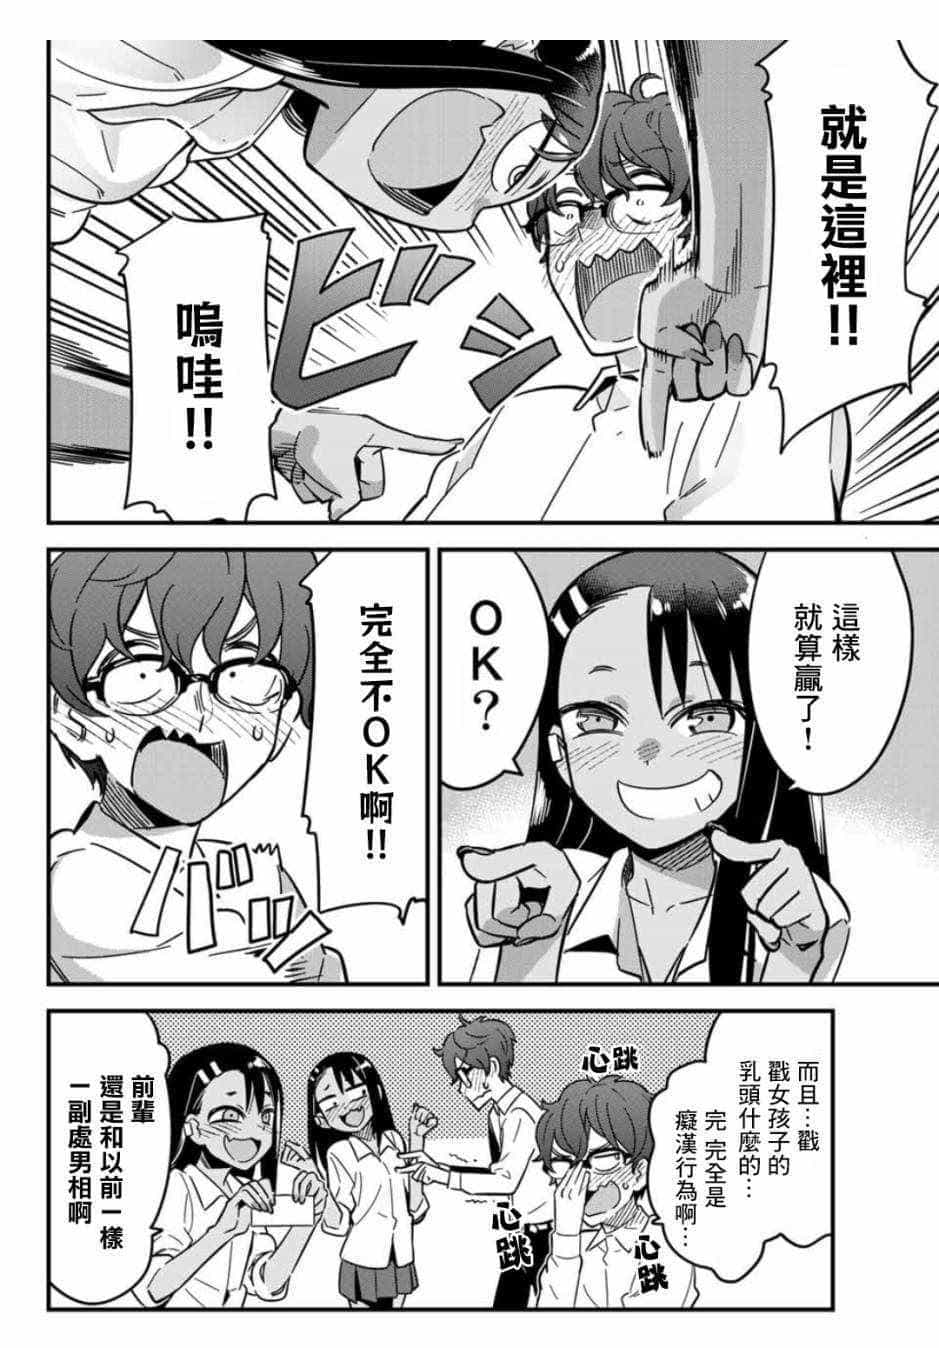 就是這裡!!
嗚哇!!
ビシ
這樣
就算贏了!
OK?
完全不OK啊!!
バッ
バッ
而且…戳
戳女孩子的
乳頭什麼的…
完 完全是
癡漢行為啊…
心跳
心跳
心跳
前輩
還是和以前一樣
一副處男相啊